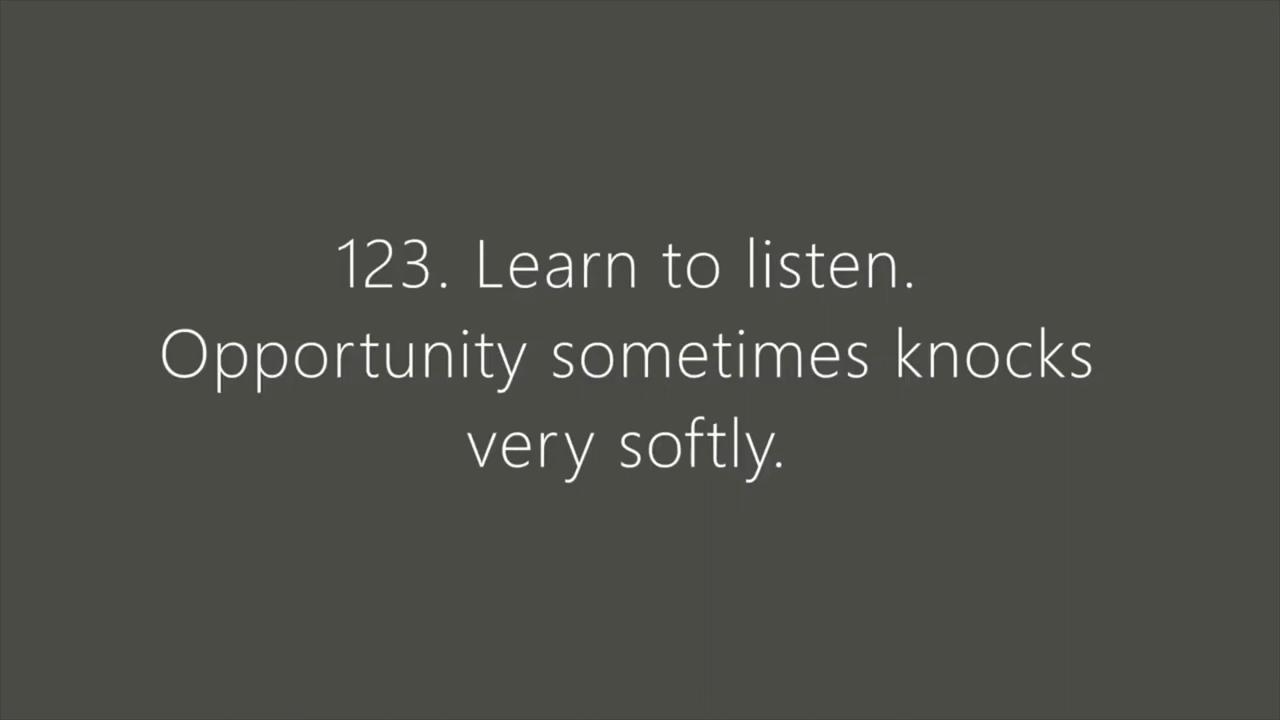 123. Learn to listen.
Opportunity sometimes knocks
very softly.